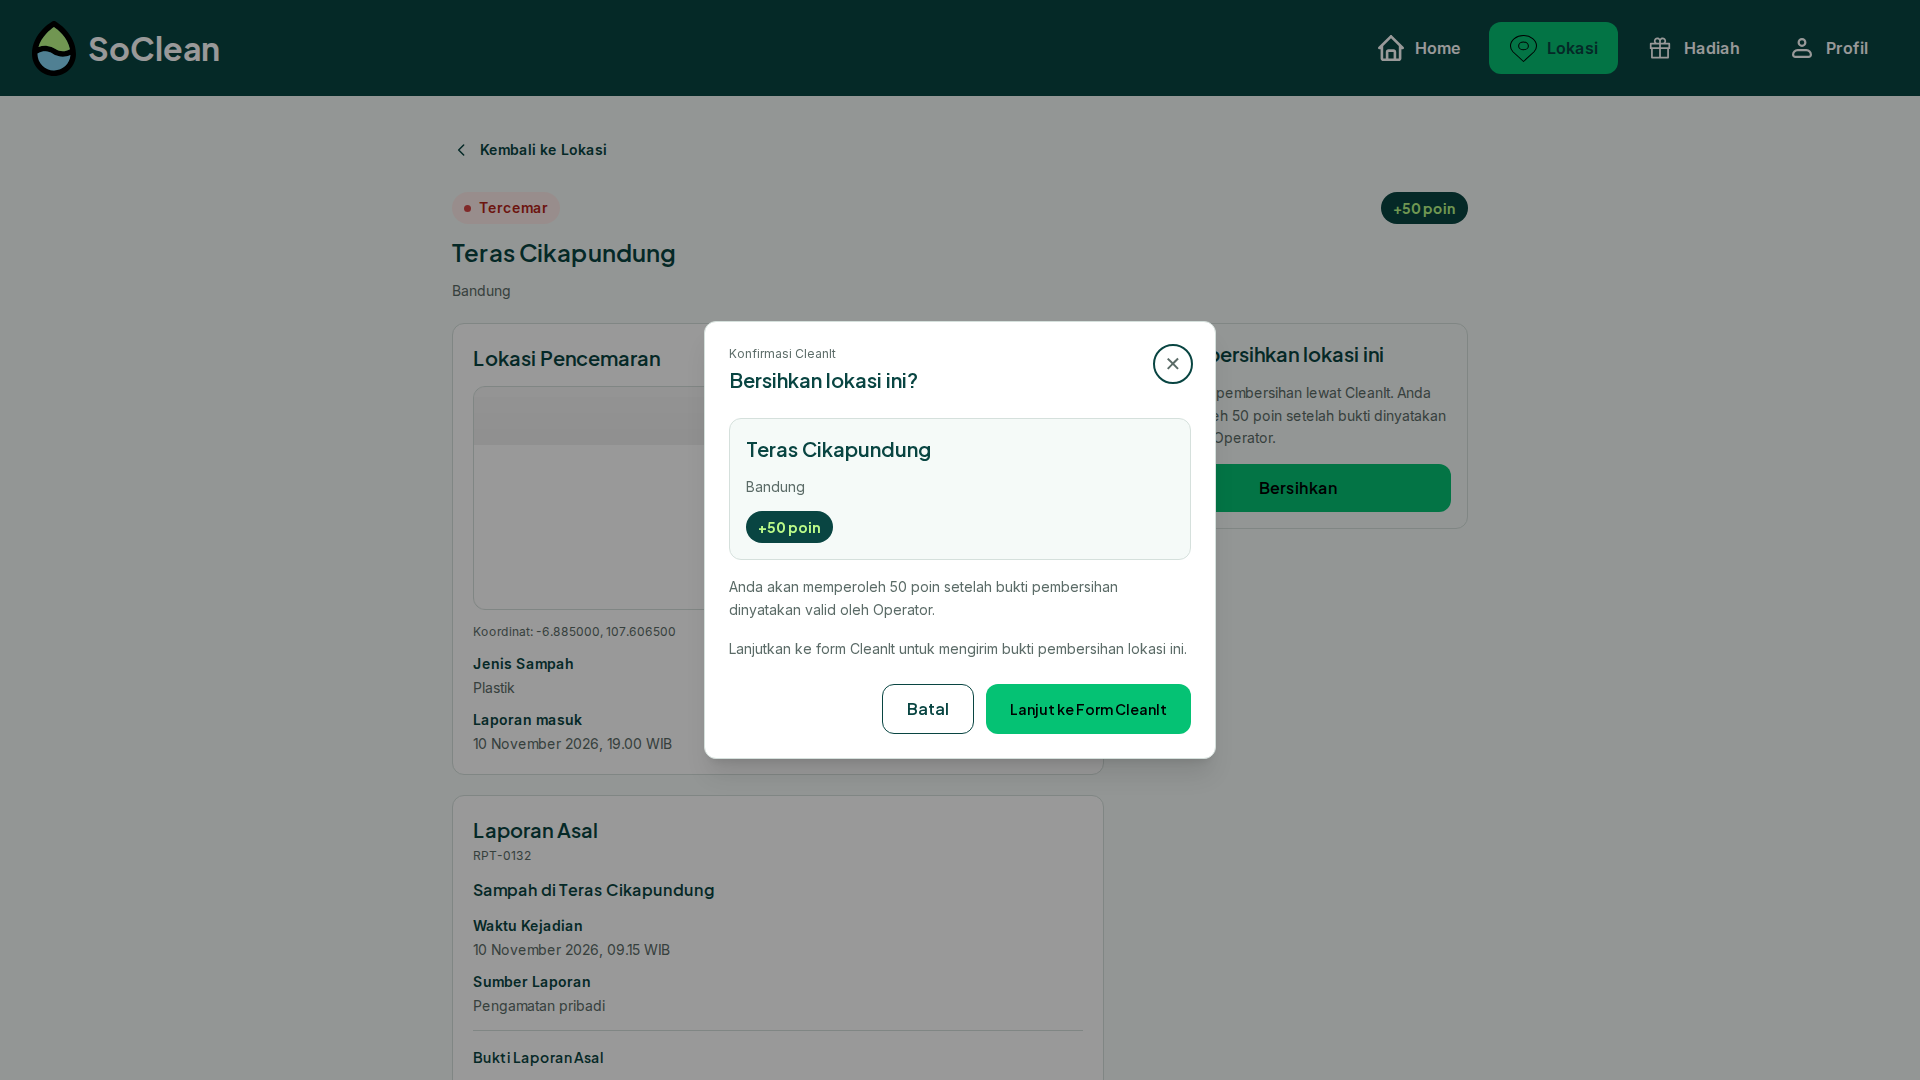 SoClean
Home
Lokasi
Hadiah
Profil
Kembali ke Lokasi
Tercemar
+50 poin
Teras Cikapundung
Bandung
Lokasi Pencemaran
Koordinat: -6.885000, 107.606500
Jenis Sampah
Plastik
Laporan masuk
10 November 2026, 19.00 WIB
Konfirmasi CleanIt
Bersihkan lokasi ini?
Teras Cikapundung
Bandung
+50 poin
Anda akan memperoleh 50 poin setelah bukti pembersihan
dinyatakan valid oleh Operator.
Lanjutkan ke form CleanIt untuk mengirim bukti pembersihan lokasi ini.
Batal
Lanjut ke Form CleanIt
lokasi ini
pembersihan lewat CleanIt. Anda
50 poin setelah bukti dinyatakan
Operator.
Bersihkan
Laporan Asal
RPT-0132
Sampah di Teras Cikapundung
Waktu Kejadian
10 November 2026, 09.15 WIB
Sumber Laporan
Pengamatan pribadi
Bukti Laporan Asal